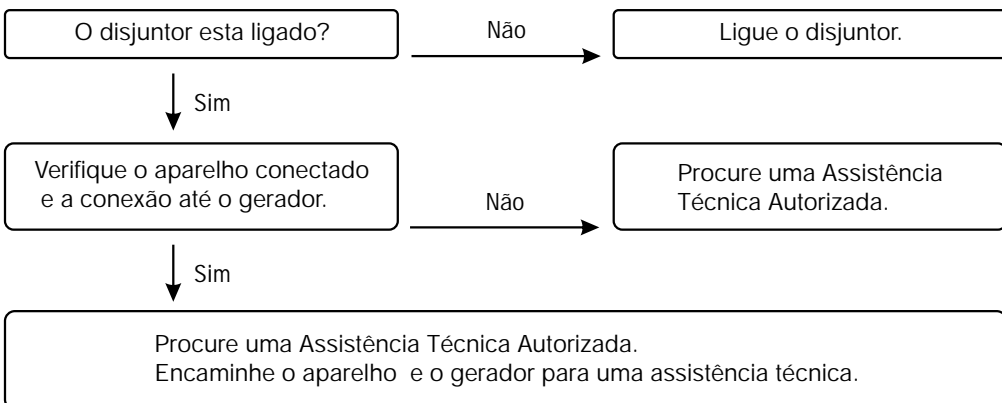 O disjuntor esta ligado?
Não
Ligue o disjuntor.
Sim
Verifique o aparelho conectado
e a conexão até o gerador.
Não
Procure uma Assistência
Técnica Autorizada.
Sim
Procure uma Assistência Técnica Autorizada.
Encaminhe o aparelho e o gerador para uma assistência técnica.